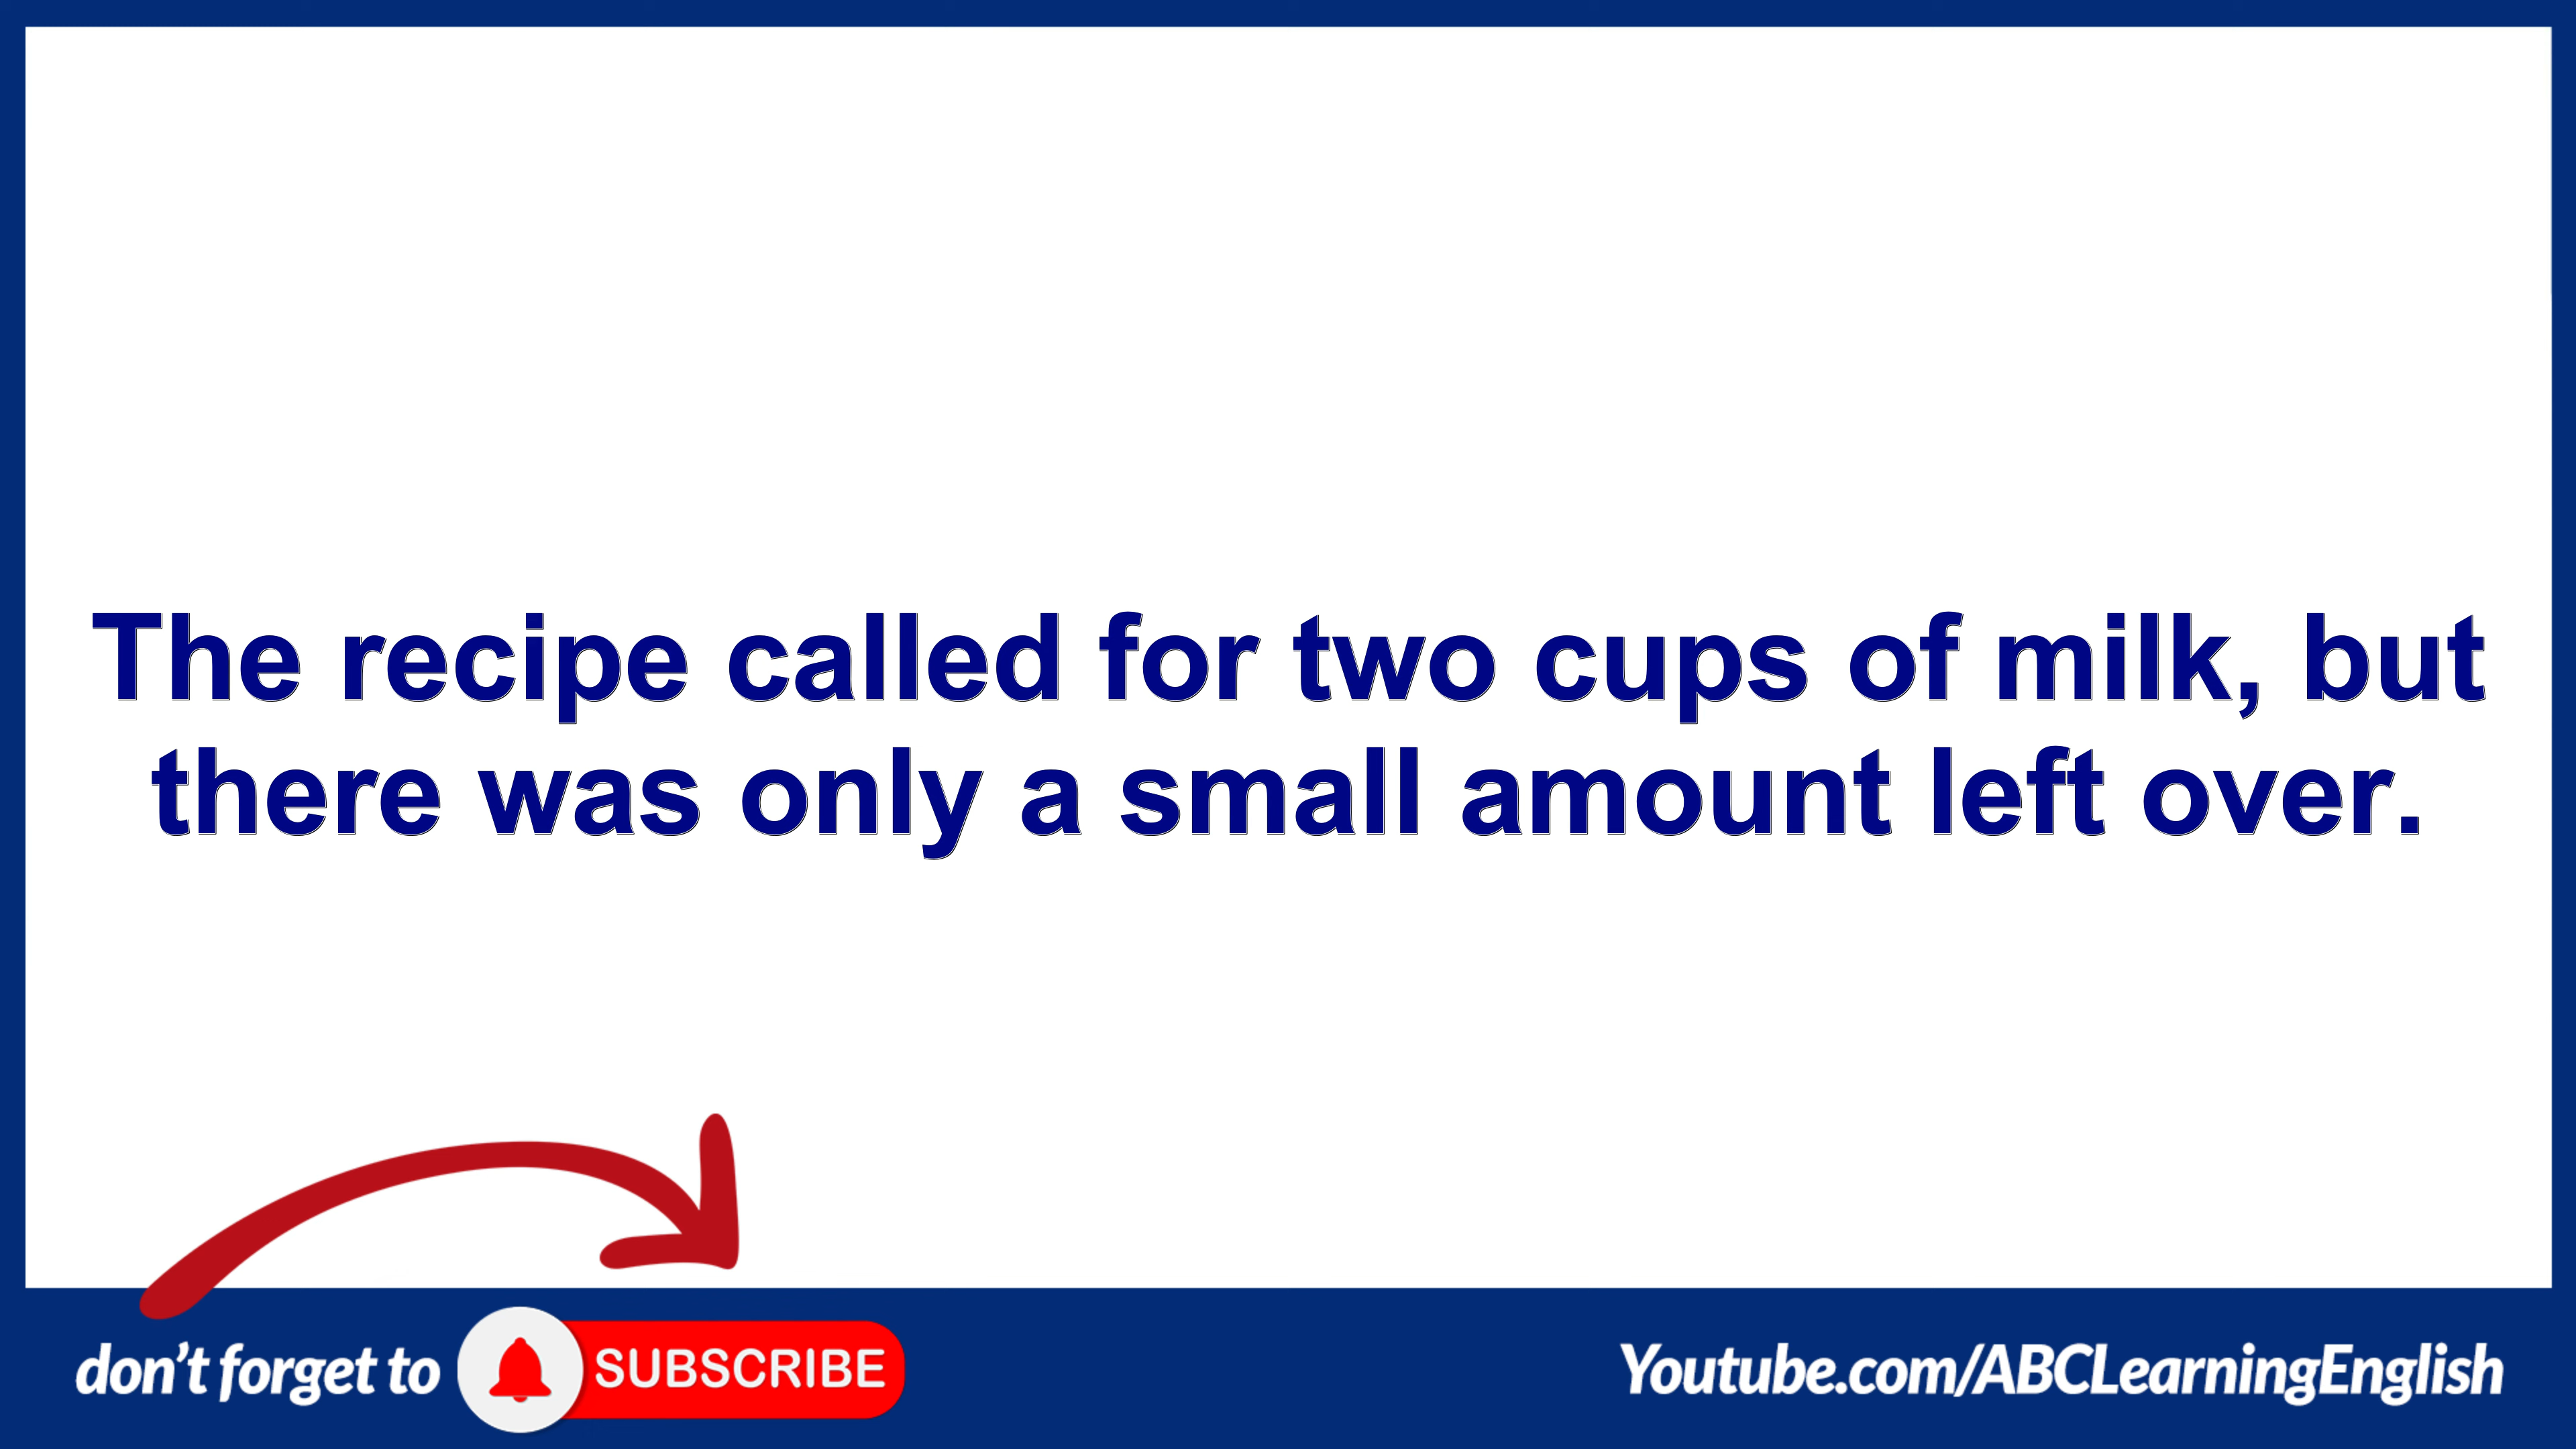 The recipe called for two cups of milk, but
there was only a small amount left over.
don't forget to SUBSCRIBE
Youtube.com/ABCLearningEnglish